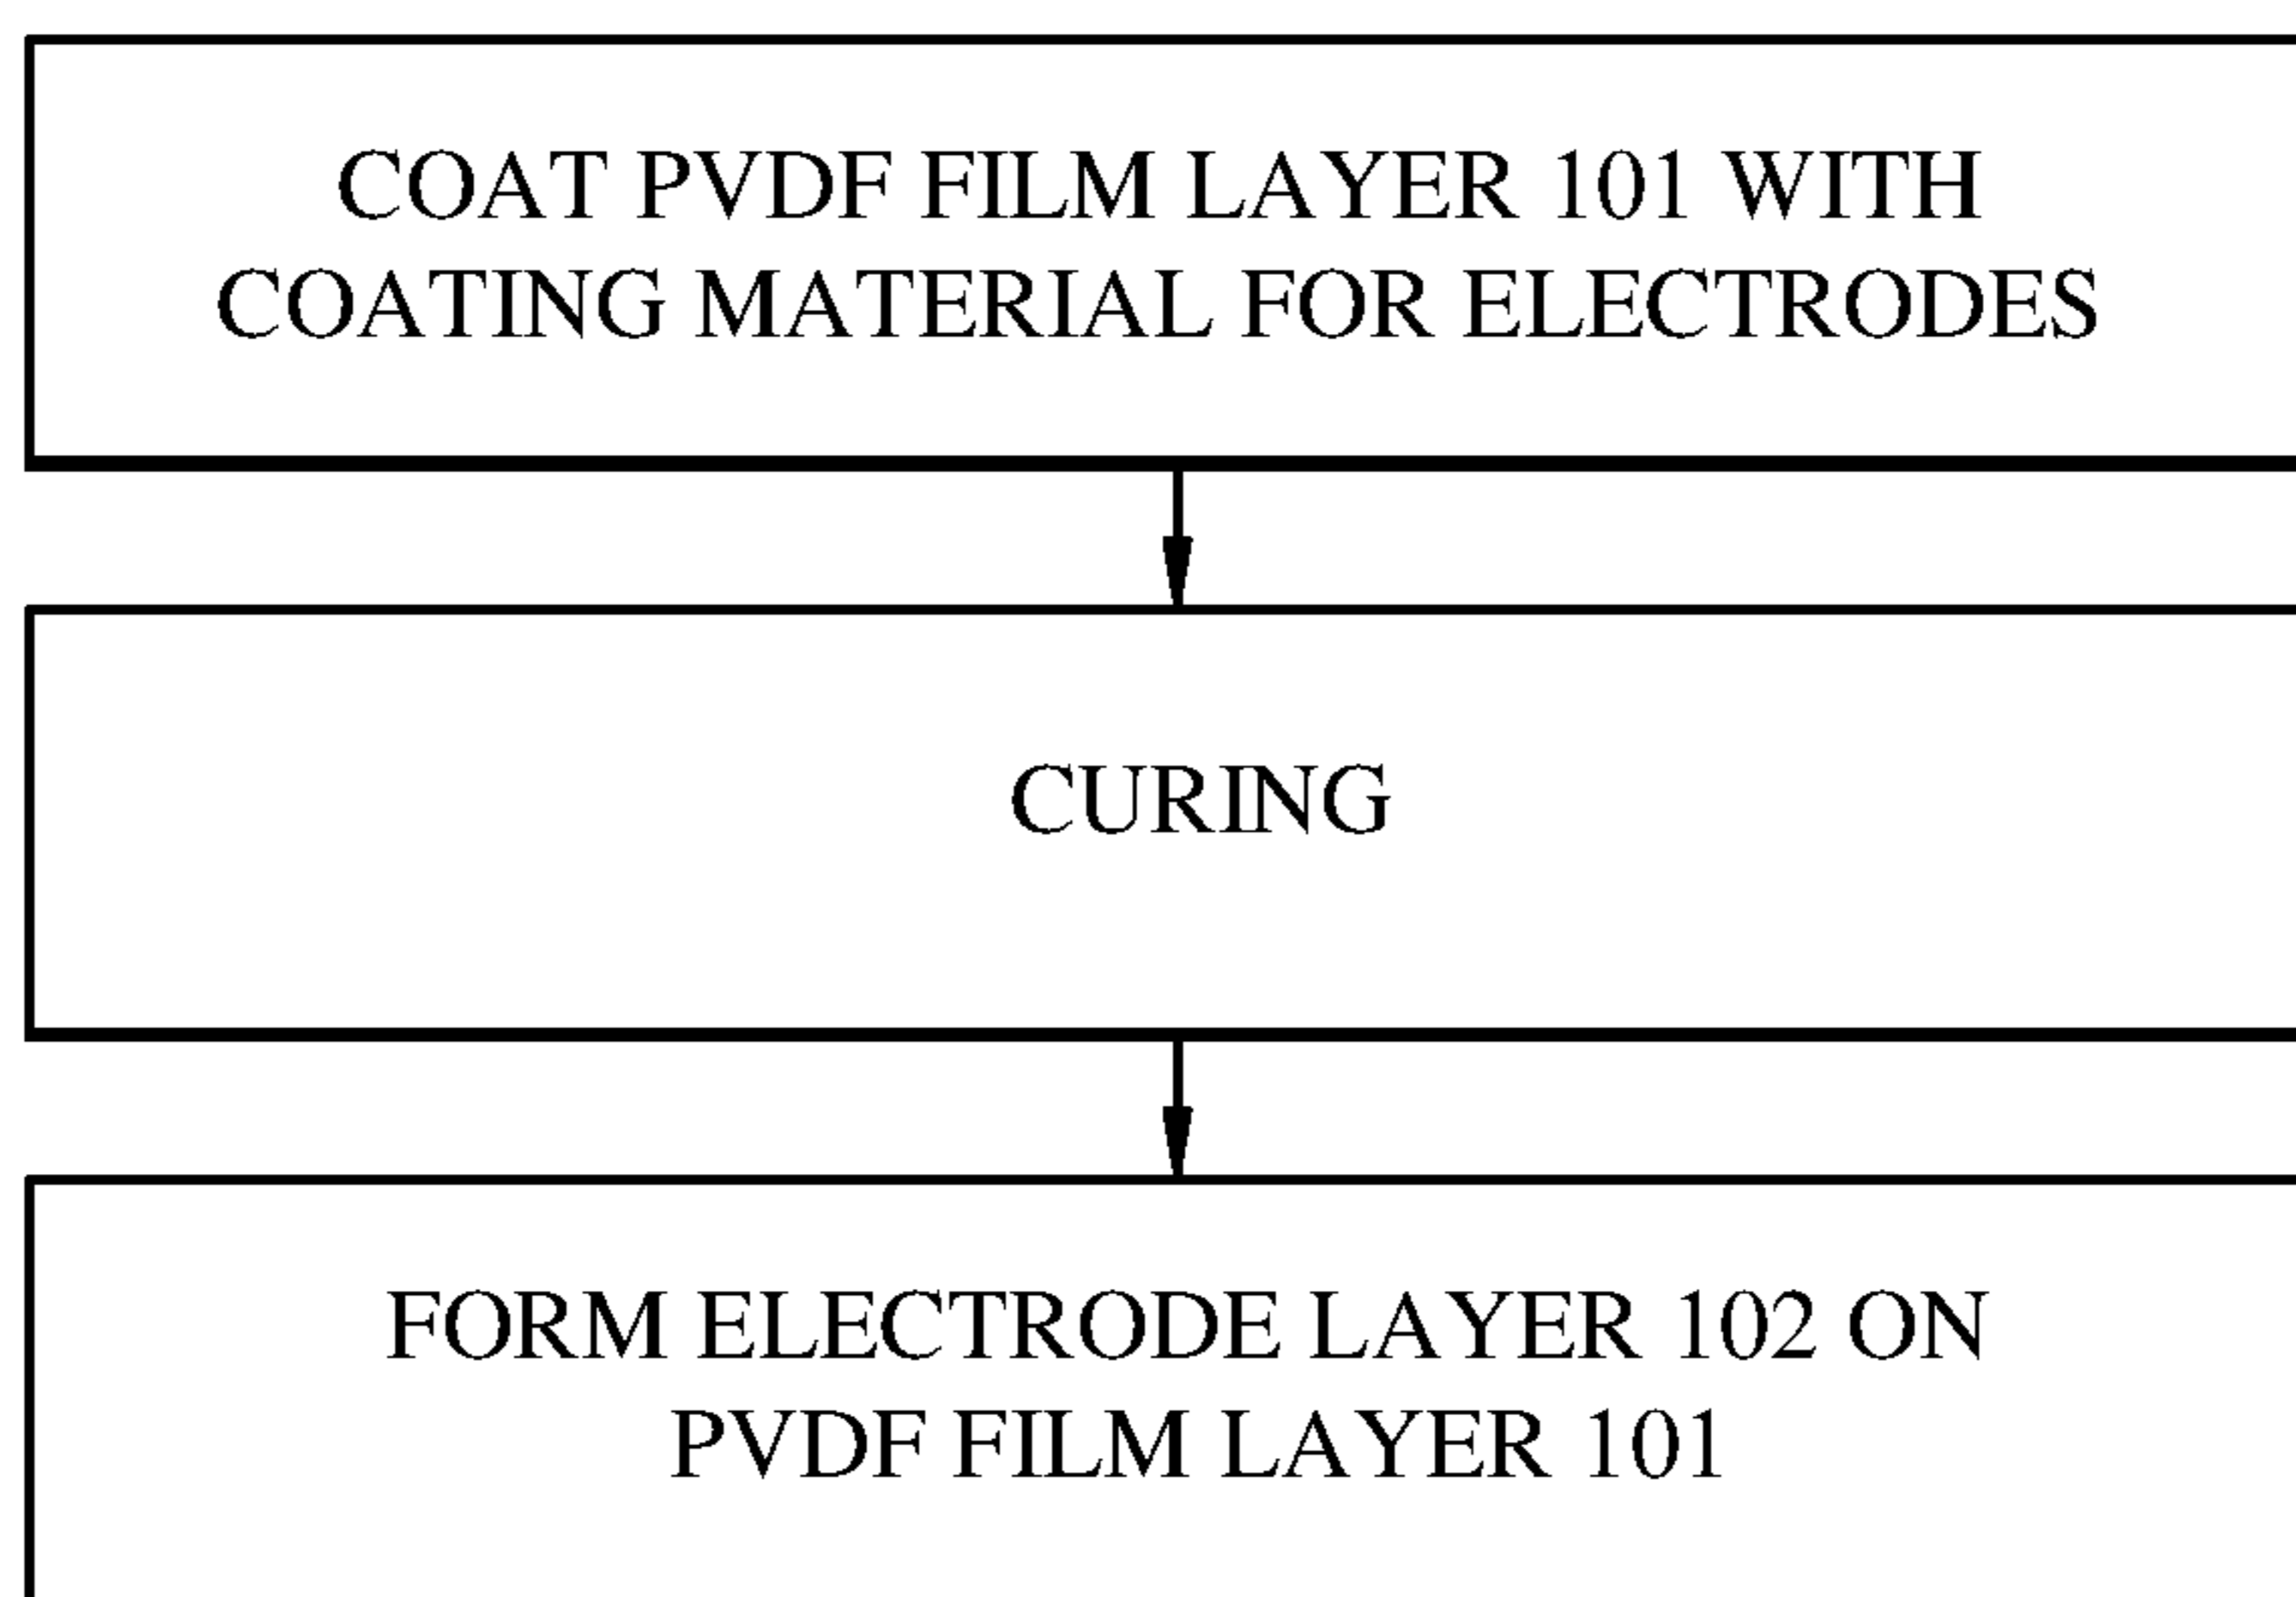 COAT PVDF FILM LAYER 101 WITH
COATING MATERIAL FOR ELECTRODES
CURING
FORM ELECTRODE LAYER 102 ON
PVDF FILM LAYER 101